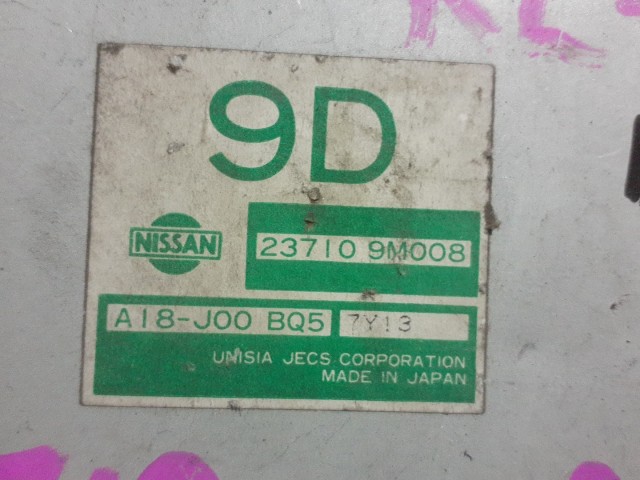 9D
NISSAN
23710 9M008
A18-J00 BQ5 7Y13
UNISIA JECS CORPORATION
MADE IN JAPAN